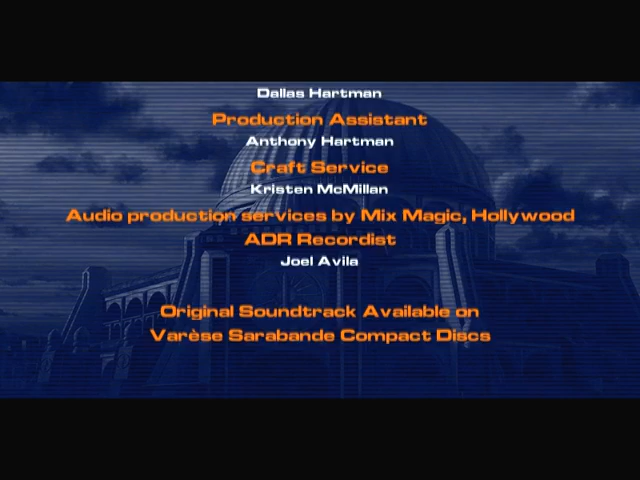 Dallas Hartman
Production Assistant
Anthony Hartman
Craft Service
Kristen McMillan
Audio production services by Mix Magic, Hollywood
ADR Recordist
Joel Avila
Original Soundtrack Available on
Varèse Sarabande Compact Discs